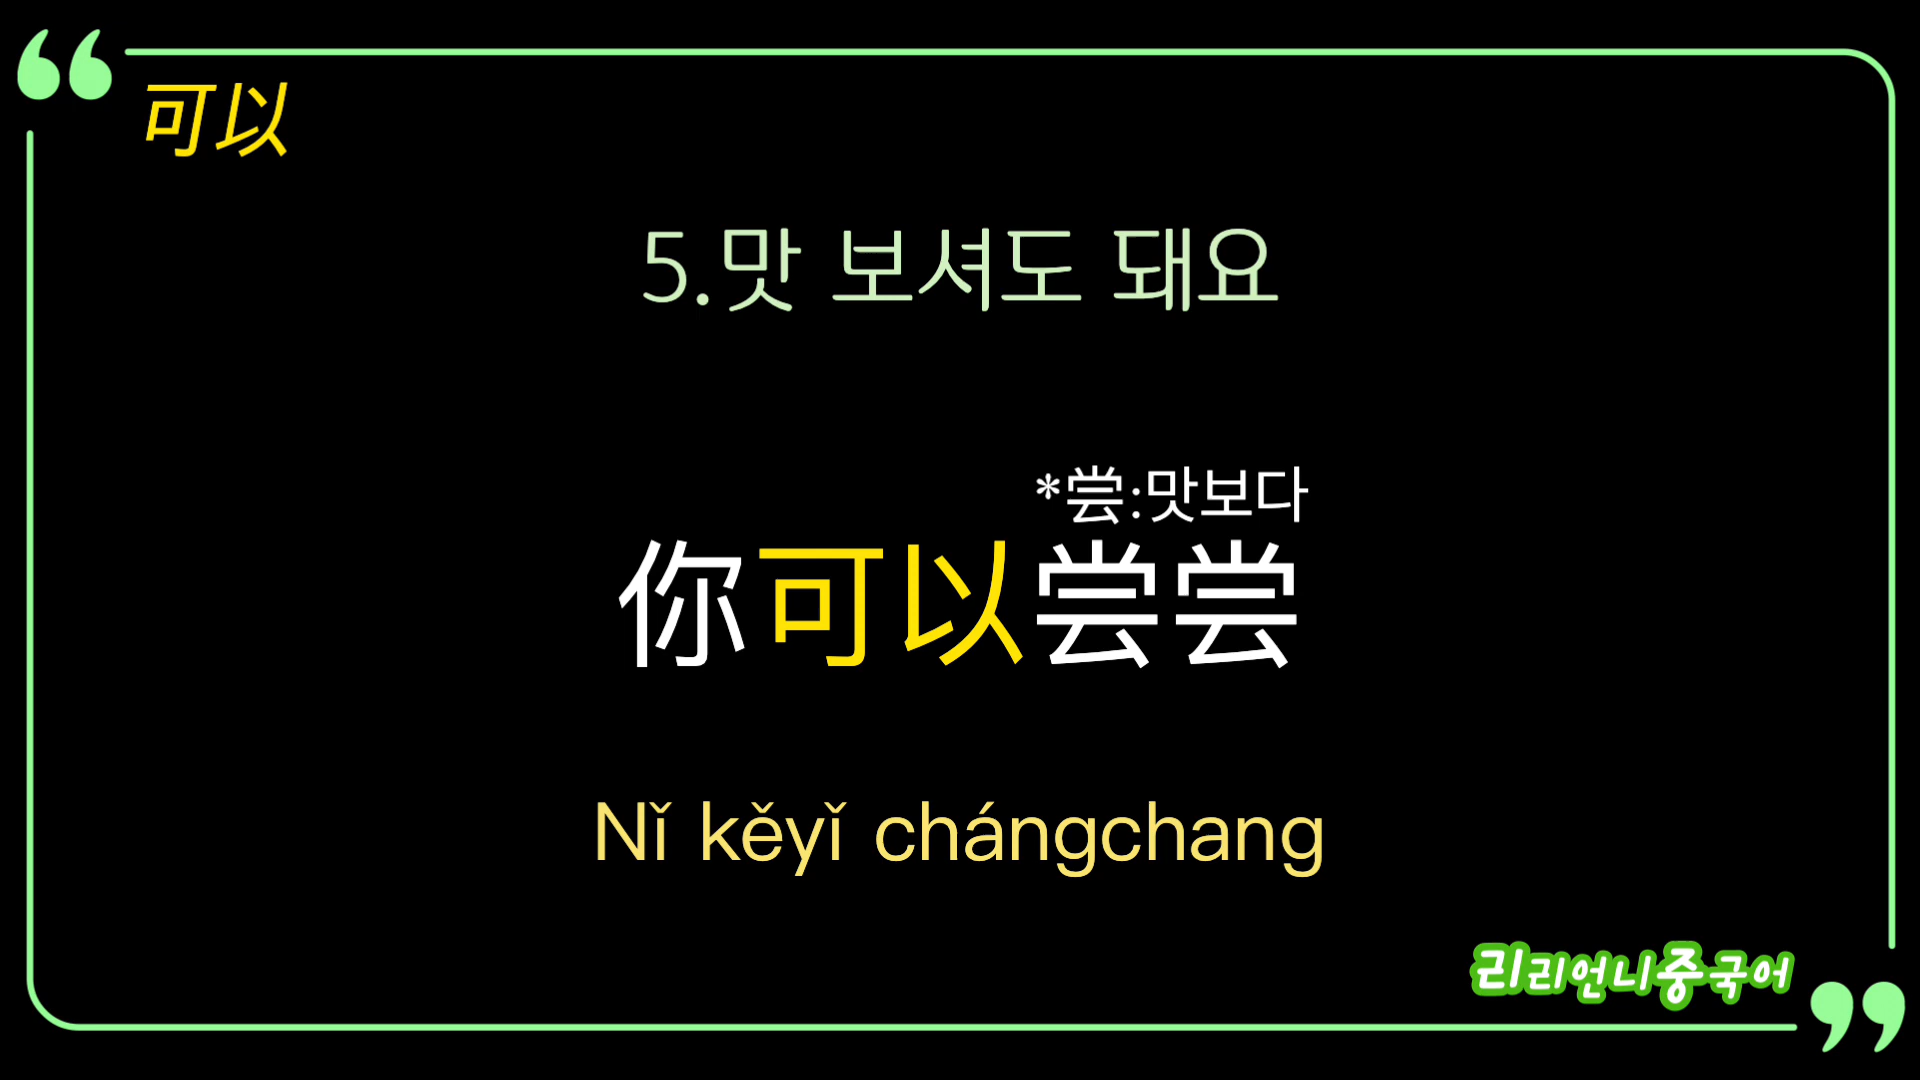 可以
5.맛 보셔도 돼요
*尝:맛보다
你可以尝尝
Nǐ kěyǐ chángchang
리리언니중국어